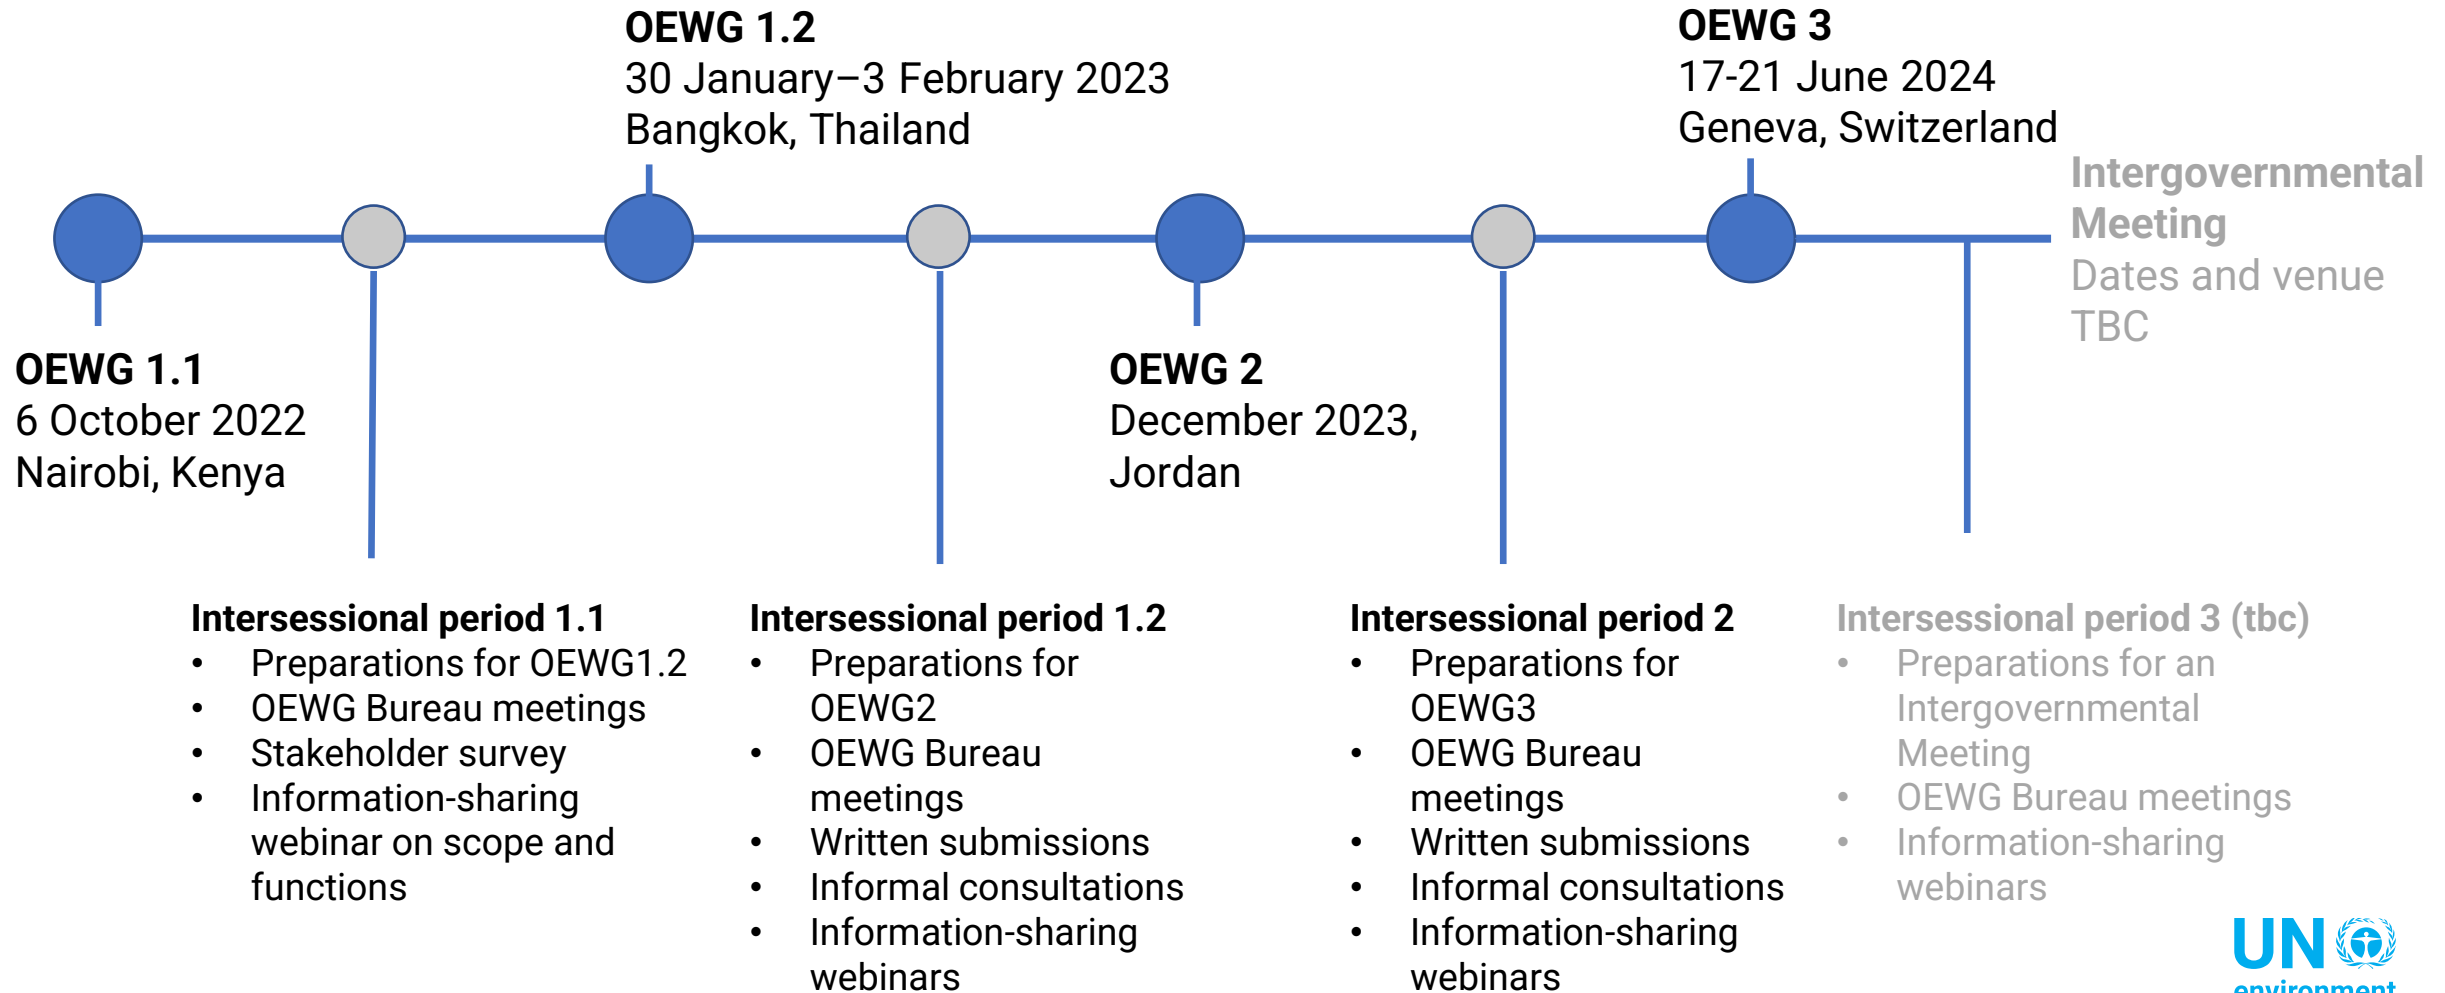 OEWG 1.2
30 January–3 February 2023
Bangkok, Thailand
OEWG 3
17-21 June 2024
Geneva, Switzerland
Intergovernmental
Meeting
Dates and venue
TBC
OEWG 1.1
6 October 2022
Nairobi, Kenya
OEWG 2
December 2023,
Jordan
Intersessional period 1.1
• Preparations for OEWG1.2
• OEWG Bureau meetings
• Stakeholder survey
• Information-sharing
webinar on scope and
functions
Intersessional period 1.2
• Preparations for
OEWG2
• OEWG Bureau
meetings
• Written submissions
• Informal consultations
• Information-sharing
webinars
Intersessional period 2
• Preparations for
OEWG3
• OEWG Bureau
meetings
• Written submissions
• Informal consultations
• Information-sharing
webinars
Intersessional period 3 (tbc)
• Preparations for an
Intergovernmental
Meeting
• OEWG Bureau meetings
• Information-sharing
webinars
UN
environment